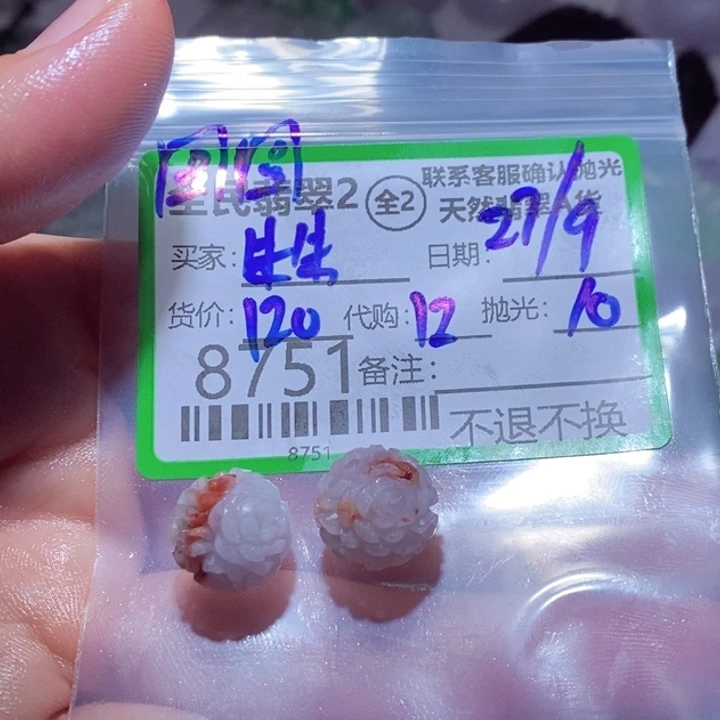 全民翡翠2 全2 联系客服确认抛光
天然翡翠A货
买家: 日期: 27/9
货价: 120 代购: 12 抛光: 10
8751 备注:
不退不换
8751